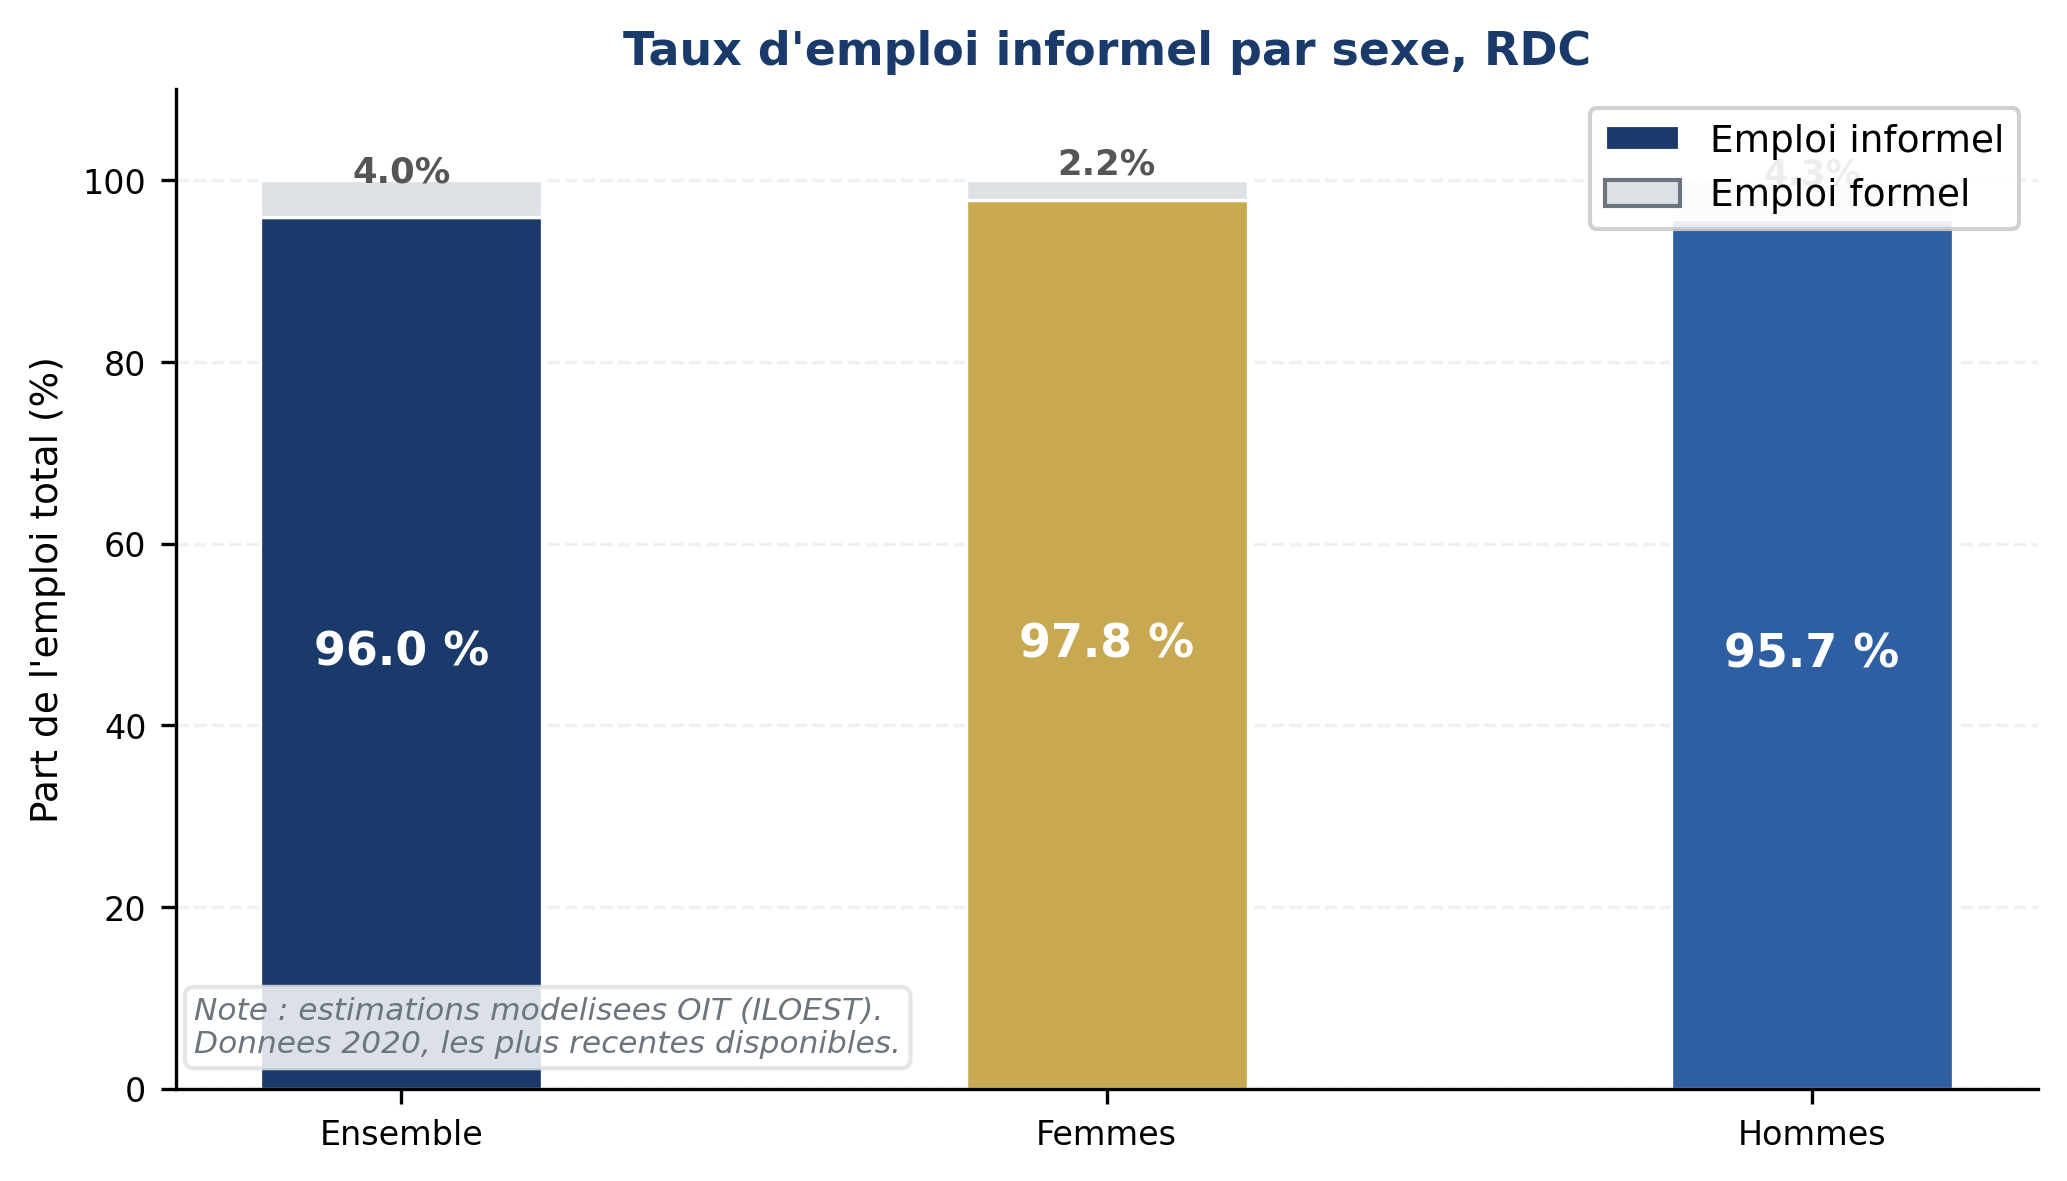 Taux d'emploi informel par sexe, RDC
Emploi informel
Emploi formel
4.0%
2.2%
4.3%
Part de l'emploi total (%)
100
80
60
40
20
0
96.0 %
97.8 %
95.7 %
Note : estimations modelisees OIT (ILOEST).
Donnees 2020, les plus recentes disponibles.
Ensemble
Femmes
Hommes